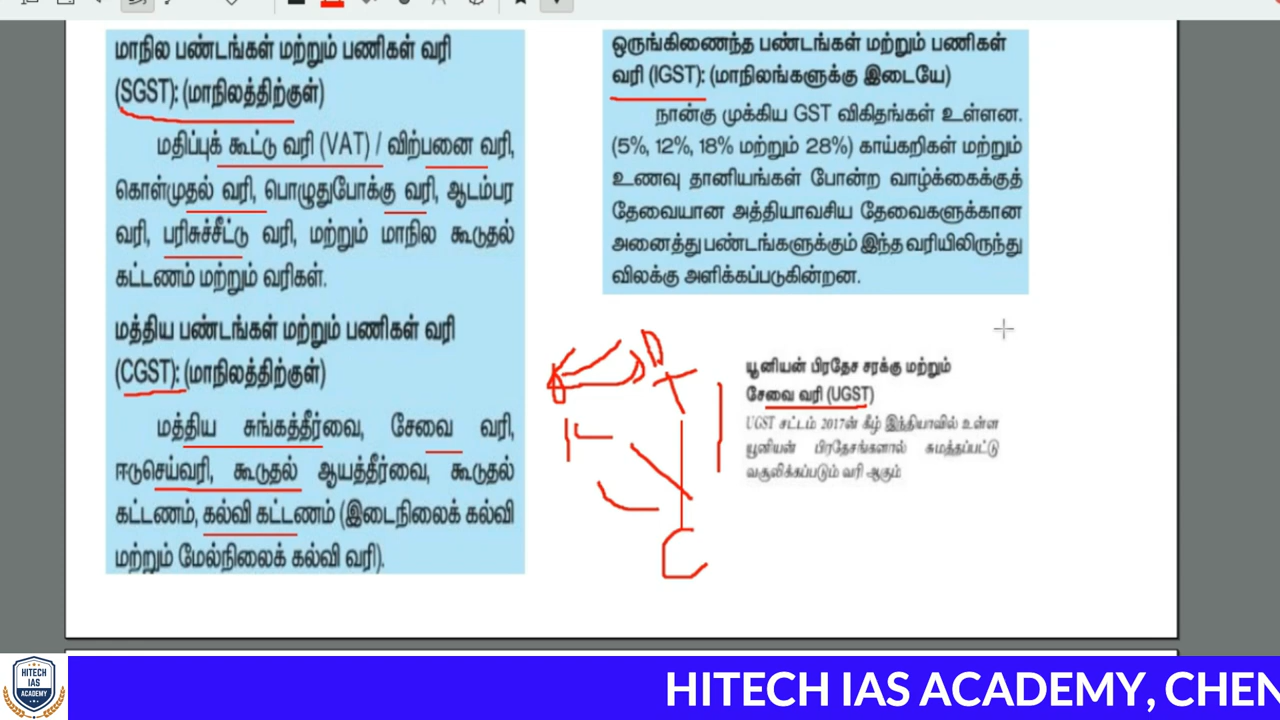 மாநில பண்டங்கள் மற்றும் பணிகள் வரி
(SGST): (மாநிலத்திற்குள்)
மதிப்புக் கூட்டு வரி (VAT) / விற்பனை வரி,
கொள்முதல் வரி, பொழுதுபோக்கு வரி, ஆடம்பர
வரி, பரிசுச்சீட்டு வரி, மற்றும் மாநில கூடுதல்
கட்டணம் மற்றும் வரிகள்.
மத்திய பண்டங்கள் மற்றும் பணிகள் வரி
(CGST): (மாநிலத்திற்குள்)
மத்திய சுங்கத்தீர்வை, சேவை வரி,
ஈடுசெய்வரி, கூடுதல் ஆயத்தீர்வை, கூடுதல்
கட்டணம், கல்வி கட்டணம் (இடைநிலைக் கல்வி
மற்றும் மேல்நிலைக் கல்வி வரி).
ஒருங்கிணைந்த பண்டங்கள் மற்றும் பணிகள்
வரி (IGST): (மாநிலங்களுக்கு இடையே)
நான்கு முக்கிய GST விகிதங்கள் உள்ளன.
(5%, 12%, 18% மற்றும் 28%) காய்கறிகள் மற்றும்
உணவு தானியங்கள் போன்ற வாழ்க்கைக்குத்
தேவையான அத்தியாவசிய தேவைகளுக்கான
அனைத்து பண்டங்களுக்கும் இந்த வரியிலிருந்து
விலக்கு அளிக்கப்படுகின்றன.
யூனியன் பிரதேச சரக்கு மற்றும்
சேவை வரி (UGST)
UGST சட்டம் 2017ன் கீழ் இந்தியாவில் உள்ள
யூனியன் பிரதேசங்களால் சுமத்தப்பட்டு
வசூலிக்கப்படும் வரி ஆகும்
C
HITECH
IAS
ACADEMY
HITECH IAS ACADEMY, CHEN